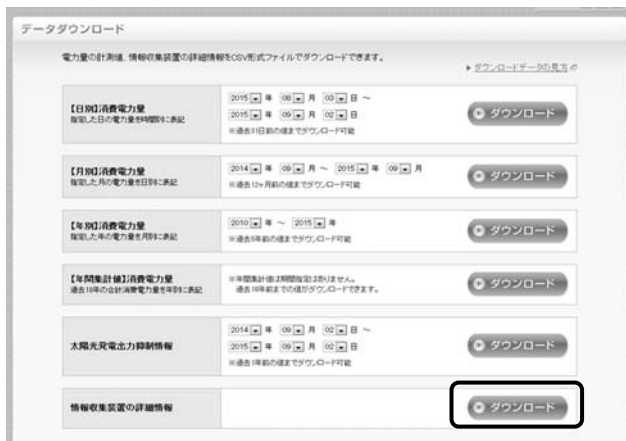 データダウンロード
電力量の計測値、情報収集装置の詳細情報をCSV形式ファイルでダウンロードできます。
ダウンロードデータの見方
【日別】消費電力量
指定した日の電力量を時間別に表記
2015 年 08 月 03 日 ～
2015 年 09 月 02 日
※過去31日前の値までダウンロード可能
ダウンロード
【月別】消費電力量
指定した月の電力量を日別に表記
2014 年 09 月 ～ 2015 年 09 月
※過去12ヶ月前の値までダウンロード可能
ダウンロード
【年別】消費電力量
指定した年の電力量を月別に表記
2010 年 ～ 2015 年
※過去5年前の値までダウンロード可能
ダウンロード
【年間集計値】消費電力量
過去10年の合計消費電力量を年別に表記
※年間集計値は期間指定はありません。
過去10年前までの値がダウンロードできます。
ダウンロード
太陽光発電出力抑制情報
2014 年 09 月 02 日 ～
2015 年 09 月 02 日
※過去1年前の値までダウンロード可能
ダウンロード
情報収集装置の詳細情報
ダウンロード